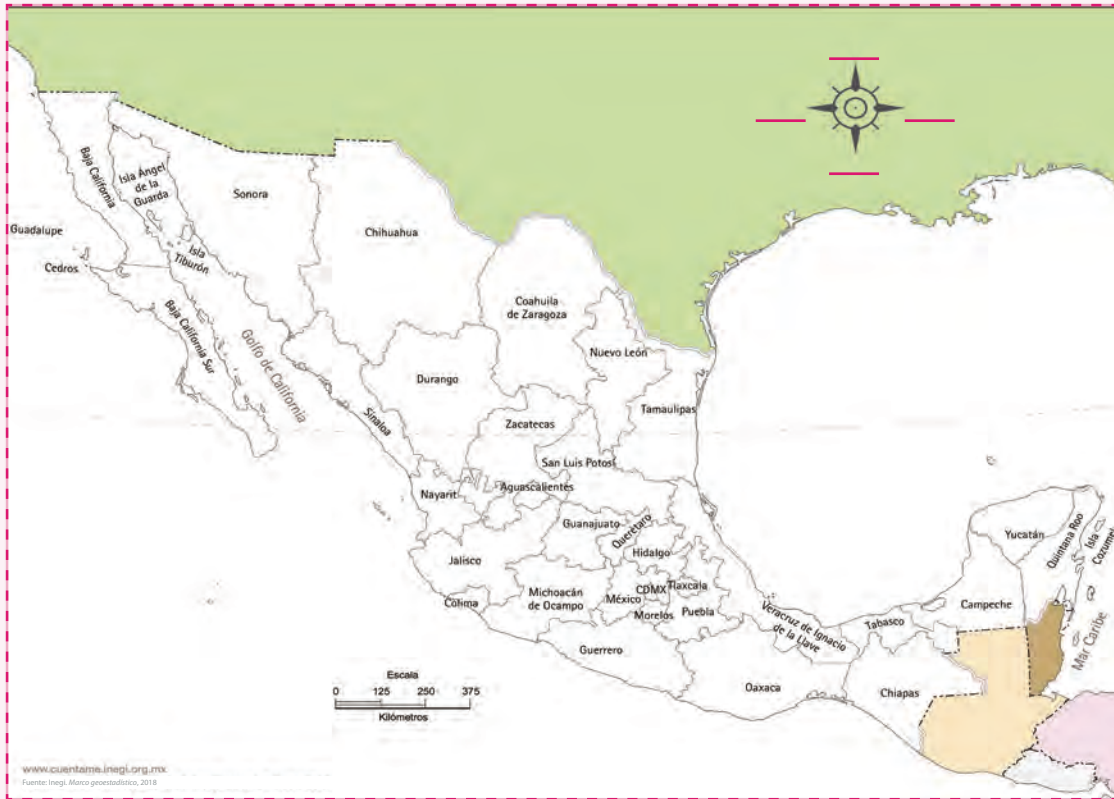 Baja California
Isla Ángel
de la
Guarda
Sonora
Chihuahua
Guadalupe
Cedros
Isla
Tiburón
Baja California Sur
Golfo de California
Coahuila
de Zaragoza
Nuevo León
Durango
Sinaloa
Zacatecas
Tamaulipas
San Luis Potosí
Nayarit
Aguascalientes
Guanajuato
Querétaro
Hidalgo
Jalisco
Colima
Michoacán
de Ocampo
México
CDMX
Tlaxcala
Morelos
Puebla
Guerrero
Veracruz de Ignacio
de la Llave
Oaxaca
Tabasco
Chiapas
Campeche
Yucatán
Quintana Roo
Isla
Cozumel
Mar Caribe
Escala
0 125 250 375
Kilómetros
www.cuentame.inegi.org.mx
Fuente: Inegi. Marco geoestadístico, 2018